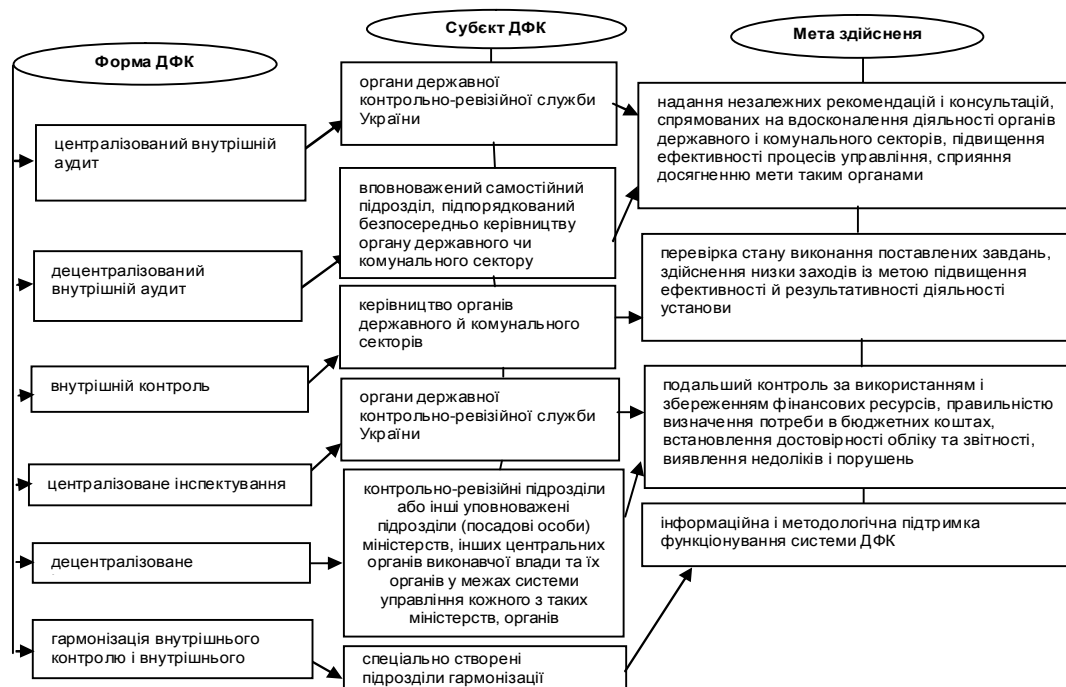 Форма ДФК
централізований внутрішній
аудит
децентралізований
внутрішній аудит
внутрішній контроль
централізоване інспектування
децентралізоване
гармонізація внутрішнього
контролю і внутрішнього
Субєкт ДФК
органи державної
контрольно-ревізійної служби
України
вповноважений самостійний
підрозділ, підпорядкований
безпосередньо керівництву
органу державного чи
комунального сектору
керівництво органів
державного й комунального
секторів
органи державної
контрольно-ревізійної служби
України
контрольно-ревізійні підрозділи
або інші уповноважені
підрозділи (посадові особи)
міністерств, інших центральних
органів виконавчої влади та їх
органів у межах системи
управління кожного з таких
міністерств, органів
спеціально створені
підрозділи гармонізації
Мета здійсненя
надання незалежних рекомендацій і консультацій,
спрямованих на вдосконалення діяльності органів
державного і комунального секторів, підвищення
ефективності процесів управління, сприяння
досягненню мети таким органами
перевірка стану виконання поставлених завдань,
здійснення низки заходів із метою підвищення
ефективності й результативності діяльності
установи
подальший контроль за використанням і
збереженням фінансових ресурсів, правильністю
визначення потреби в бюджетних коштах,
встановлення достовірності обліку та звітності,
виявлення недоліків і порушень
інформаційна і методологічна підтримка
функціонування системи ДФК